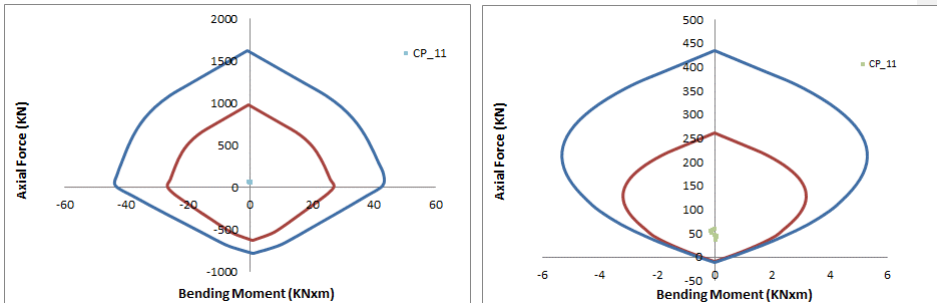 2000
1500
1000
500
0
-500
-1000
-60 -40 -20 0 20 40 60
Axial Force (KN)
Bending Moment (KNxm)
CP_11
500
450
400
350
300
250
200
150
100
50
0
-50
-6 -4 -2 0 2 4 6
Axial Force (KN)
Bending Moment (KNxm)
CP_11